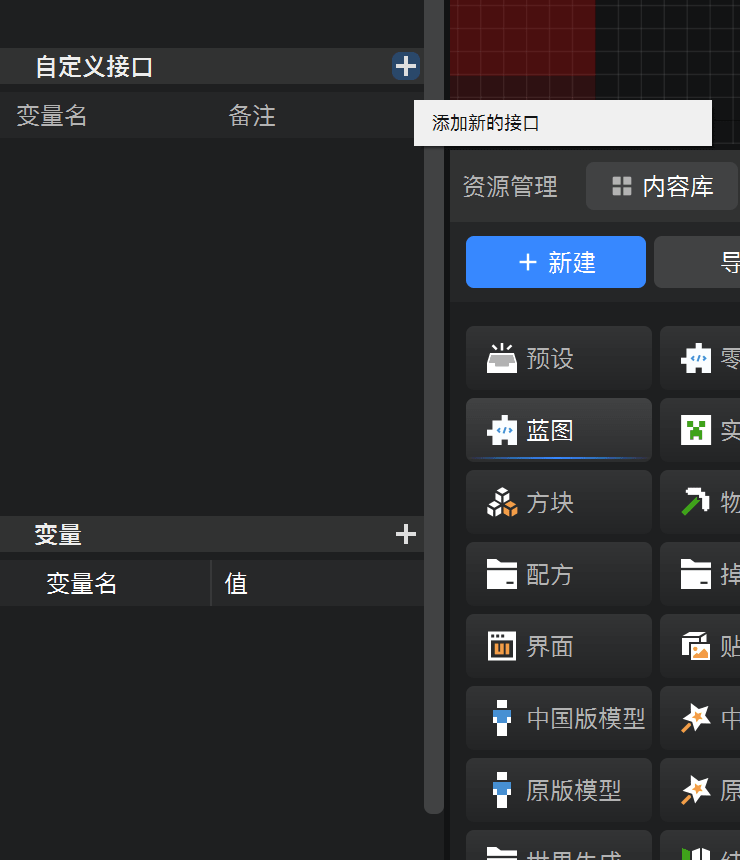 自定义接口
变量名 备注
添加新的接口
资源管理 内容库
新建 导
预设
蓝图
方块 物
配方 掉
界面 贴
中国版模型 中
原版模型 原
变量
变量名 值